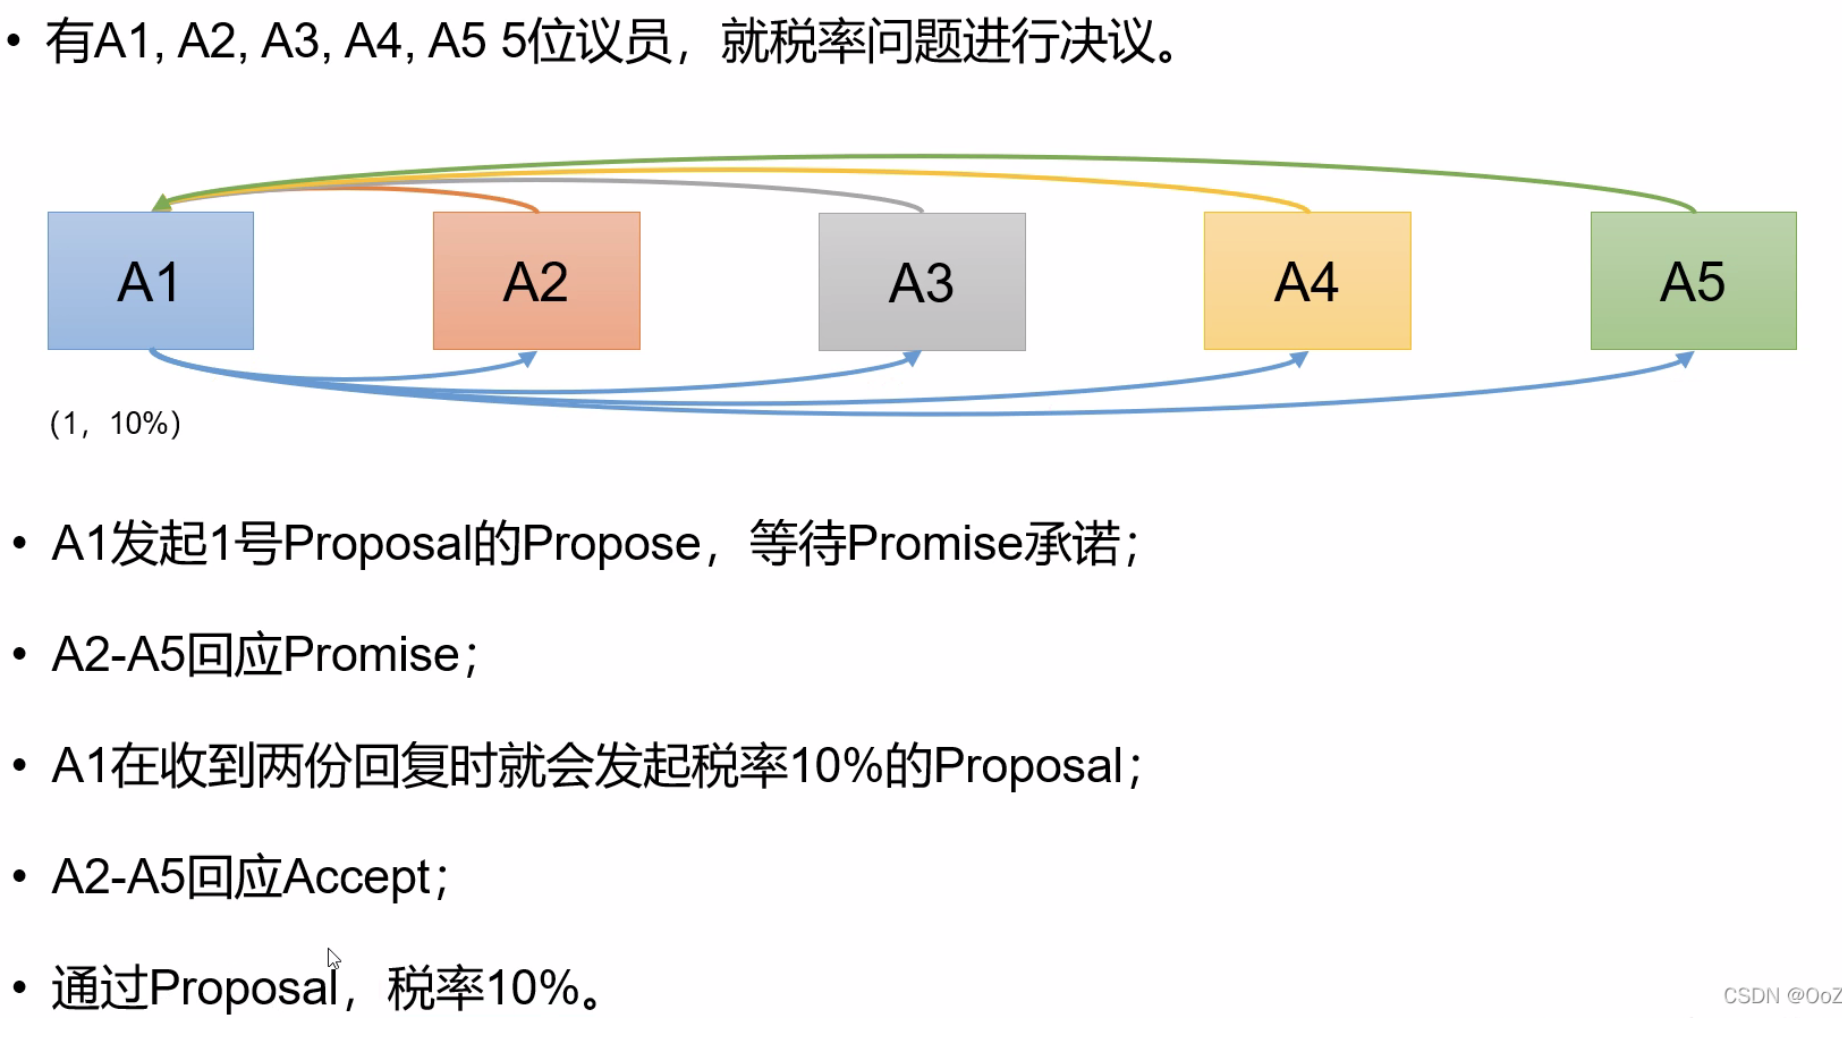 • 有A1, A2, A3, A4, A5 5位议员，就税率问题进行决议。
A1 A2 A3 A4 A5
(1，10%)
• A1发起1号Proposal的Propose，等待Promise承诺；
• A2-A5回应Promise；
• A1在收到两份回复时就会发起税率10%的Proposal；
• A2-A5回应Accept；
• 通过Proposal，税率10%。
CSDN @OoZ